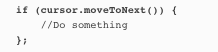 if (cursor.moveToNext()) {
    //Do something
};